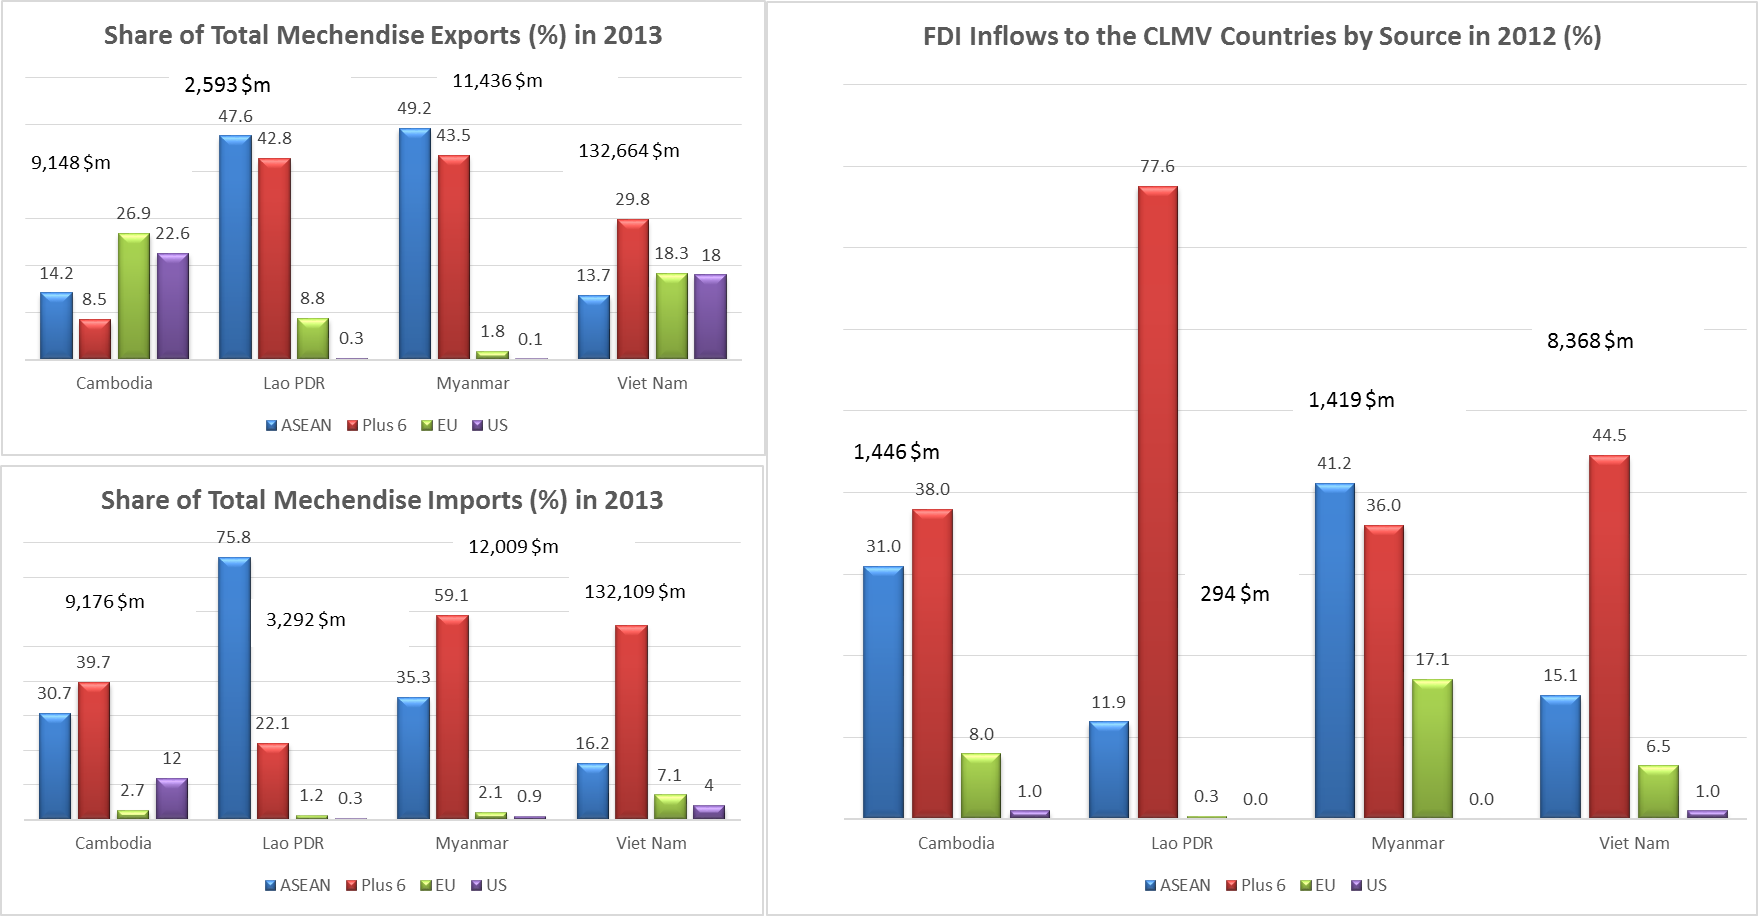 Share of Total Mechendise Exports (%) in 2013
2,593 $m
11,436 $m
9,148 $m
132,664 $m
14.2
8.5
26.9
22.6
47.6
42.8
8.8
0.3
49.2
43.5
1.8
0.1
13.7
29.8
18.3
18
Cambodia
Lao PDR
Myanmar
Viet Nam
ASEAN
Plus 6
EU
US
Share of Total Mechendise Imports (%) in 2013
9,176 $m
3,292 $m
12,009 $m
132,109 $m
30.7
39.7
2.7
12
75.8
22.1
1.2
0.3
35.3
59.1
2.1
0.9
16.2
7.1
4
Cambodia
Lao PDR
Myanmar
Viet Nam
ASEAN
Plus 6
EU
US
FDI Inflows to the CLMV Countries by Source in 2012 (%)
1,446 $m
294 $m
1,419 $m
8,368 $m
31.0
38.0
8.0
1.0
11.9
77.6
0.3
0.0
41.2
36.0
17.1
0.0
15.1
44.5
6.5
1.0
Cambodia
Lao PDR
Myanmar
Viet Nam
ASEAN
Plus 6
EU
US